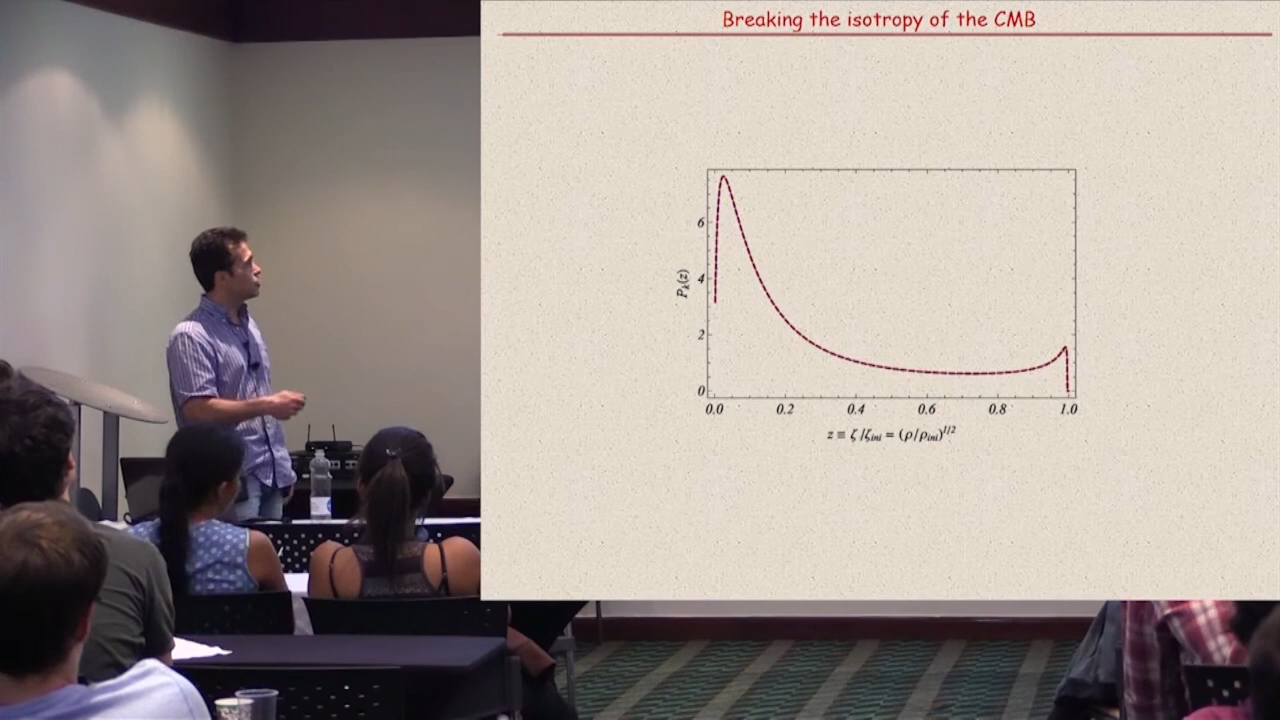 Breaking the isotropy of the CMB
6
4
2
0
P_k(z)
0.0 0.2 0.4 0.6 0.8 1.0
z ≡ ζ /ζ_ini = (ρ/ρ_ini)^1/2